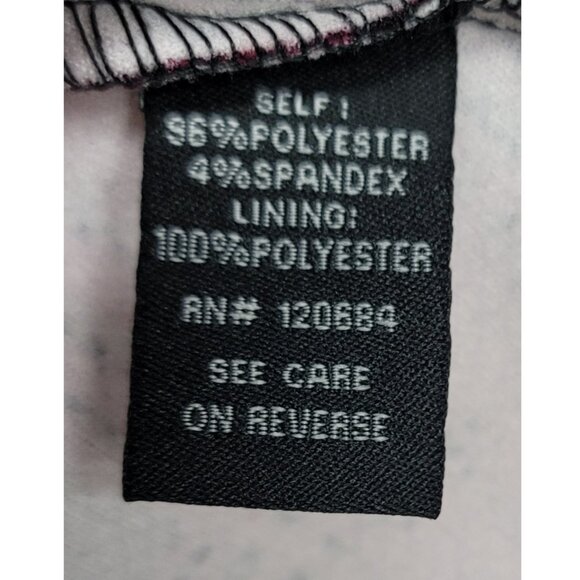 SELF:
96%POLYESTER
4%SPANDEX
LINING:
100%POLYESTER
RN# 120684
SEE CARE
ON REVERSE